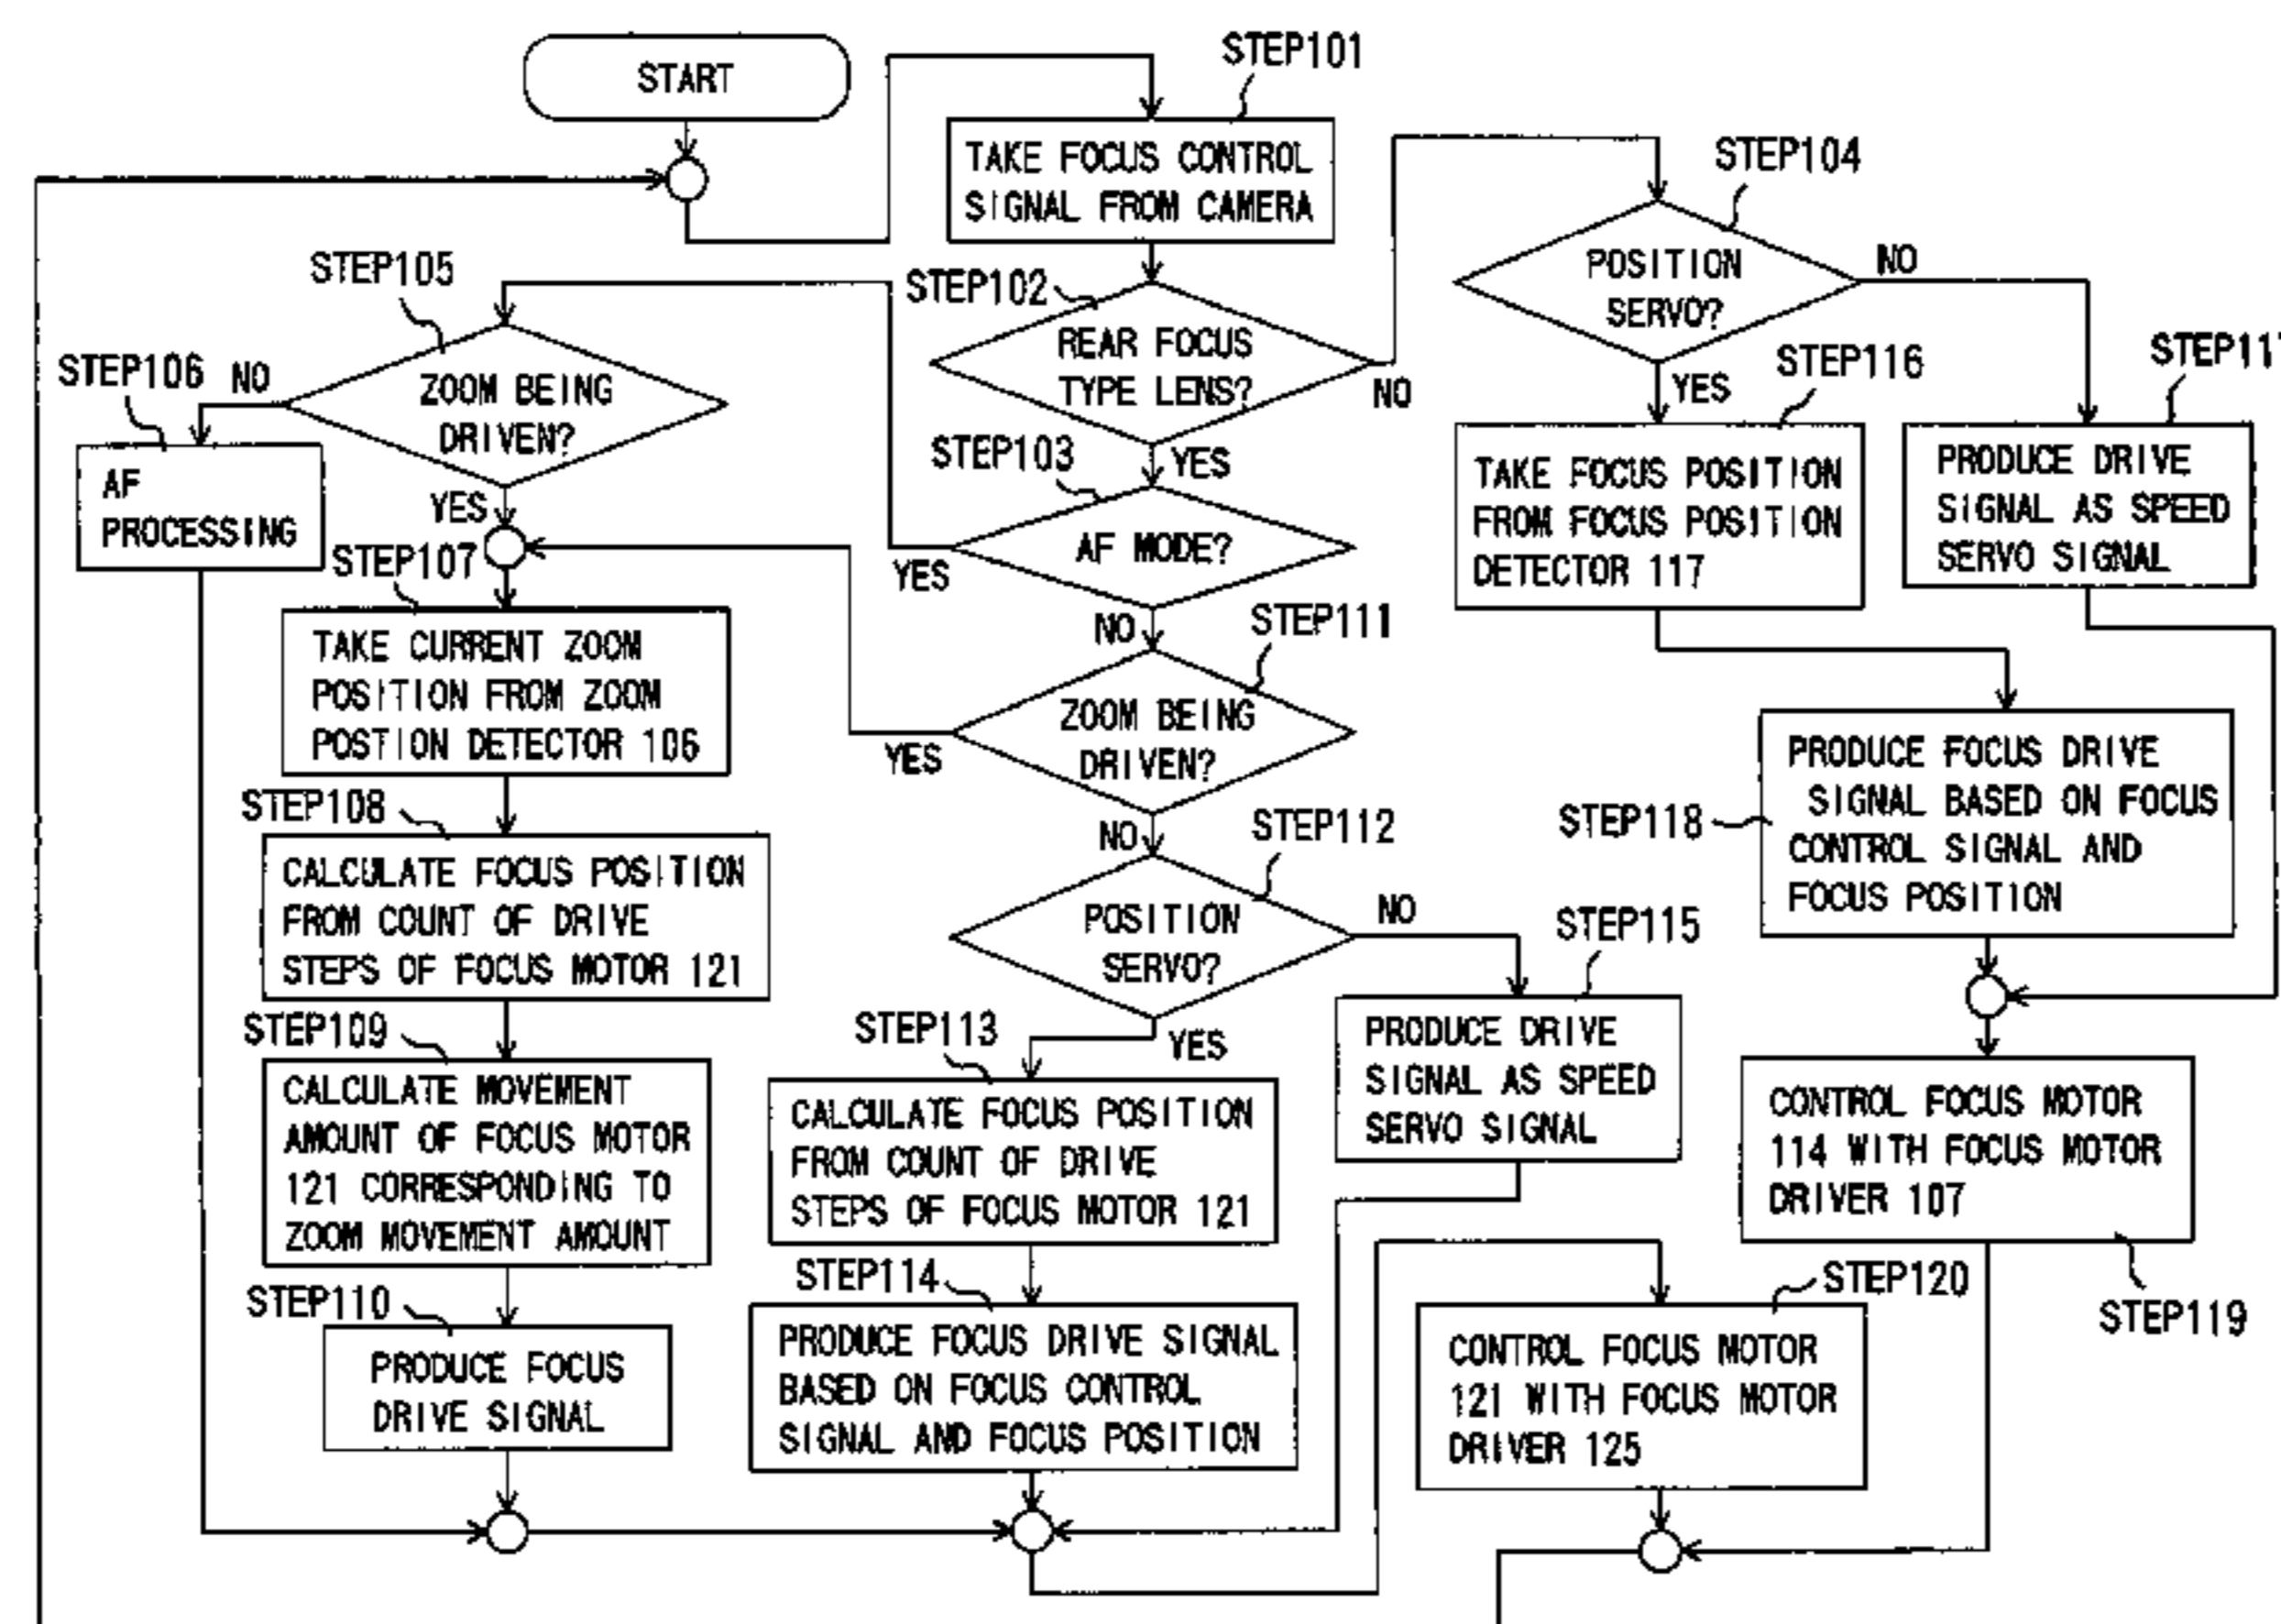 START
STEP101
TAKE FOCUS CONTROL
SIGNAL FROM CAMERA
STEP102
REAR FOCUS
TYPE LENS?
NO
YES
STEP103
AF MODE?
YES
NO
STEP104
POSITION
SERVO?
NO
YES
STEP105
ZOOM BEING
DRIVEN?
NO
YES
STEP106
AF
PROCESSING
STEP107
TAKE CURRENT ZOOM
POSITION FROM ZOOM
POSTION DETECTOR 106
STEP108
CALCULATE FOCUS POSITION
FROM COUNT OF DRIVE
STEPS OF FOCUS MOTOR 121
STEP109
CALCULATE MOVEMENT
AMOUNT OF FOCUS MOTOR
121 CORRESPONDING TO
ZOOM MOVEMENT AMOUNT
STEP110
PRODUCE FOCUS
DRIVE SIGNAL
STEP111
ZOOM BEING
DRIVEN?
YES
NO
STEP112
POSITION
SERVO?
NO
YES
STEP113
CALCULATE FOCUS POSITION
FROM COUNT OF DRIVE
STEPS OF FOCUS MOTOR 121
STEP114
PRODUCE FOCUS DRIVE SIGNAL
BASED ON FOCUS CONTROL
SIGNAL AND FOCUS POSITION
STEP115
PRODUCE DRIVE
SIGNAL AS SPEED
SERVO SIGNAL
STEP116
TAKE FOCUS POSITION
FROM FOCUS POSITION
DETECTOR 117
STEP117
PRODUCE DRIVE
SIGNAL AS SPEED
SERVO SIGNAL
STEP118
PRODUCE FOCUS DRIVE
SIGNAL BASED ON FOCUS
CONTROL SIGNAL AND
FOCUS POSITION
CONTROL FOCUS MOTOR
114 WITH FOCUS MOTOR
DRIVER 107
STEP119
STEP120
CONTROL FOCUS MOTOR
121 WITH FOCUS MOTOR
DRIVER 125